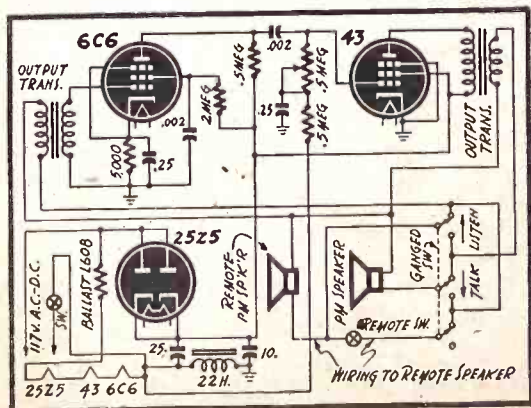 6C6
.002
43
OUTPUT
TRANS.
.5MEG
.5MEG
.25
.5MEG
2MEG
.002
5,000
.25
OUTPUT
TRANS.
25Z5
117V. A.C.-D.C.
SW.
BALLAST L60B
REMOTE
PM SP'K'R
PM SPEAKER
GANGED
SW?
LISTEN
TALK
REMOTE SW.
25.
22H.
10.
25Z5 43 6C6
WIRING TO REMOTE SPEAKER